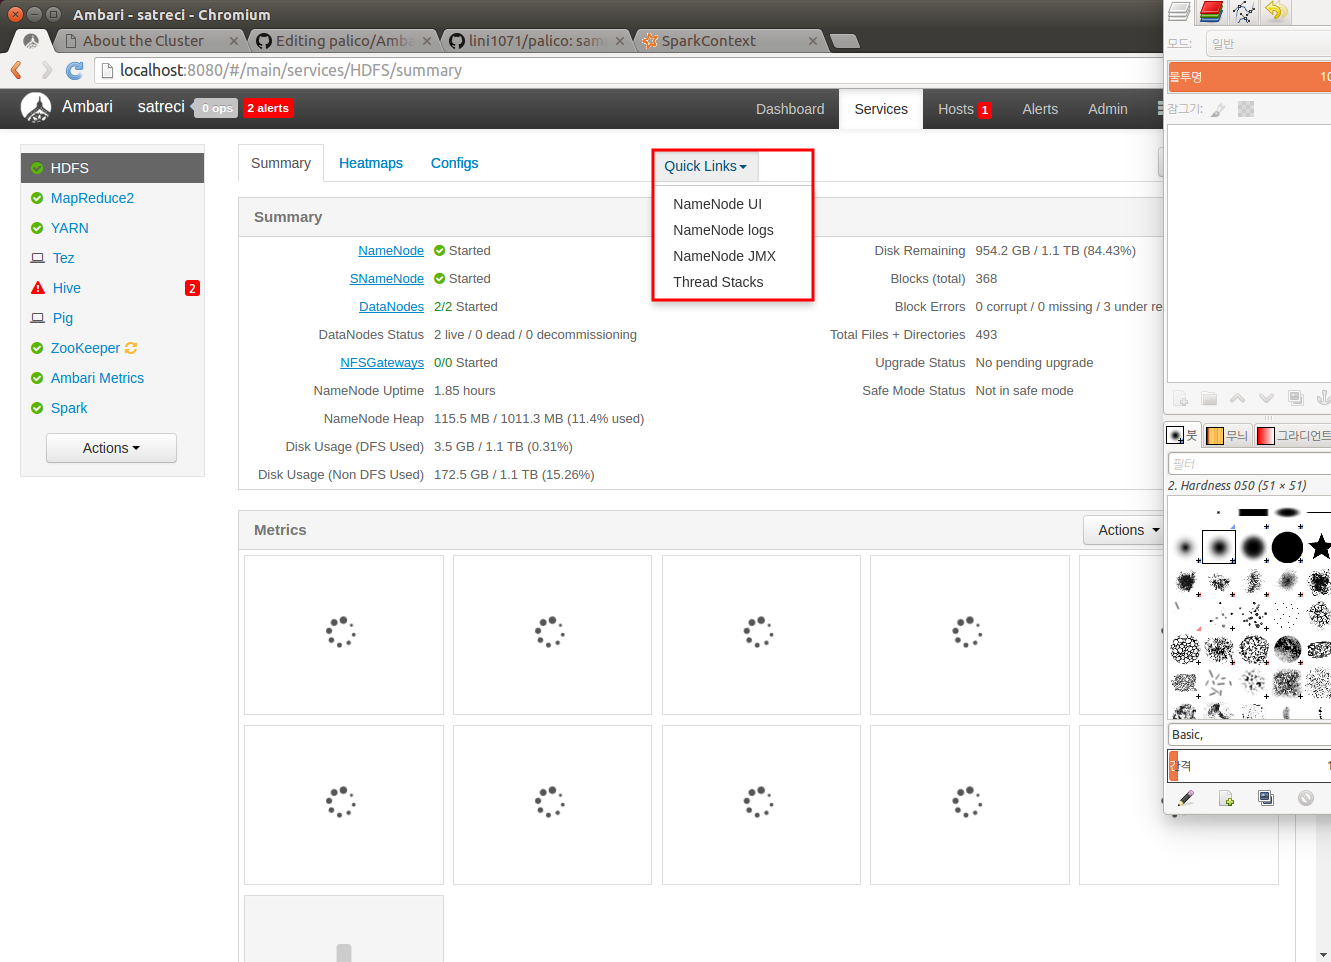 Ambari - satreci - Chromium
About the Cluster
Editing palico/Amba
lini1071/palico: sam
SparkContext
localhost:8080/#/main/services/HDFS/summary
Ambari satreci 0 ops 2 alerts
Dashboard Services Hosts 1 Alerts Admin
HDFS
MapReduce2
YARN
Tez
Hive 2
Pig
ZooKeeper
Ambari Metrics
Spark
Actions
Summary Heatmaps Configs
Quick Links
NameNode UI
NameNode logs
NameNode JMX
Thread Stacks
Summary
NameNode Started
SNameNode Started
DataNodes 2/2 Started
DataNodes Status 2 live / 0 dead / 0 decommissioning
NFSGateways 0/0 Started
NameNode Uptime 1.85 hours
NameNode Heap 115.5 MB / 1011.3 MB (11.4% used)
Disk Usage (DFS Used) 3.5 GB / 1.1 TB (0.31%)
Disk Usage (Non DFS Used) 172.5 GB / 1.1 TB (15.26%)
Disk Remaining 954.2 GB / 1.1 TB (84.43%)
Blocks (total) 368
Block Errors 0 corrupt / 0 missing / 3 under re
Total Files + Directories 493
Upgrade Status No pending upgrade
Safe Mode Status Not in safe mode
Metrics
Actions
모드: 일반
불투명 10
잠그기:
붓 무늬 그라디언트
필터
2. Hardness 050 (51 × 51)
Basic,
간격 1